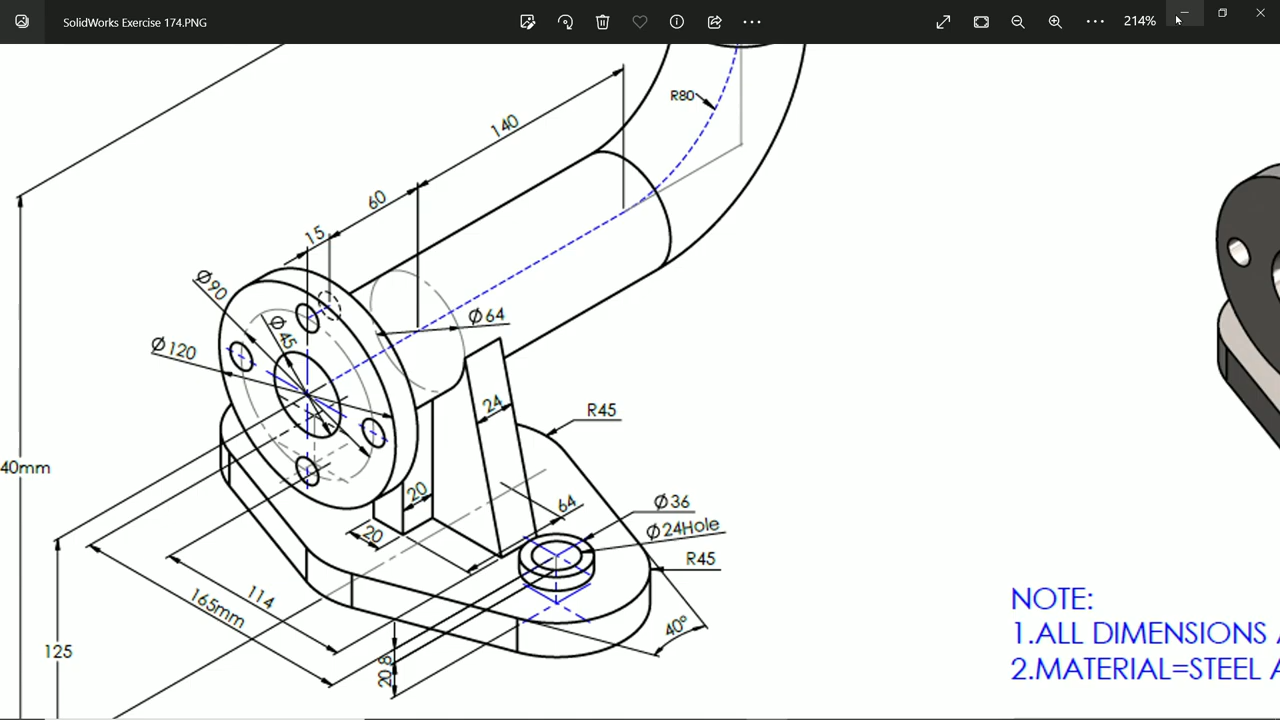 SolidWorks Exercise 174.PNG
214%
R80
140
60
15
Ø90
Ø45
Ø64
Ø120
24
R45
40mm
20
64
Ø36
20
Ø24Hole
R45
114
165mm
40°
125
8
20
NOTE:
1.ALL DIMENSIONS
2.MATERIAL=STEEL